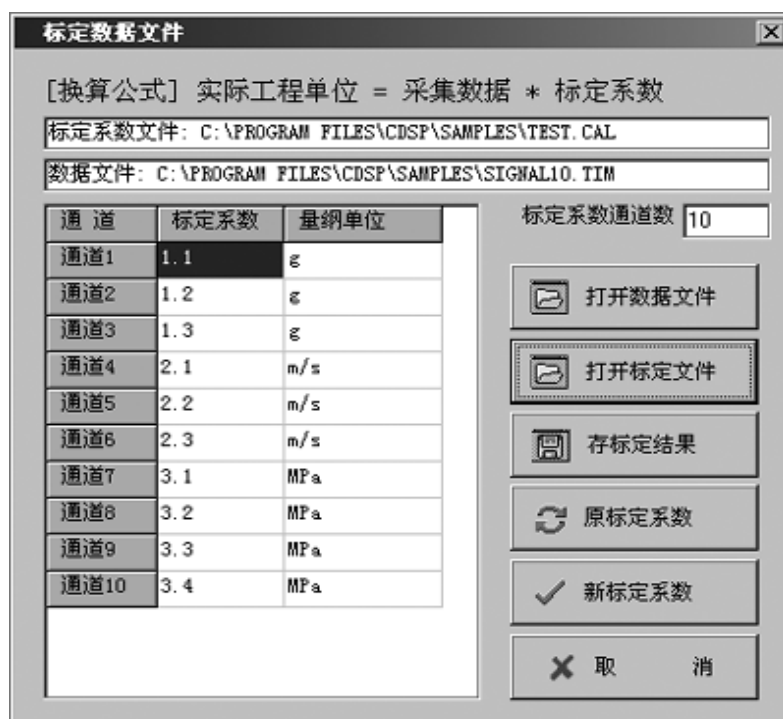 标定数据文件
[换算公式] 实际工程单位 = 采集数据 * 标定系数
标定系数文件: C:\PROGRAM FILES\CDSP\SAMPLES\TEST.CAL
数据文件: C:\PROGRAM FILES\CDSP\SAMPLES\SIGNAL10.TIM
通 道 标定系数 量纲单位
通道1 1.1 g
通道2 1.2 g
通道3 1.3 g
通道4 2.1 m/s
通道5 2.2 m/s
通道6 2.3 m/s
通道7 3.1 MPa
通道8 3.2 MPa
通道9 3.3 MPa
通道10 3.4 MPa
标定系数通道数 10
打开数据文件
打开标定文件
存标定结果
原标定系数
新标定系数
取 消